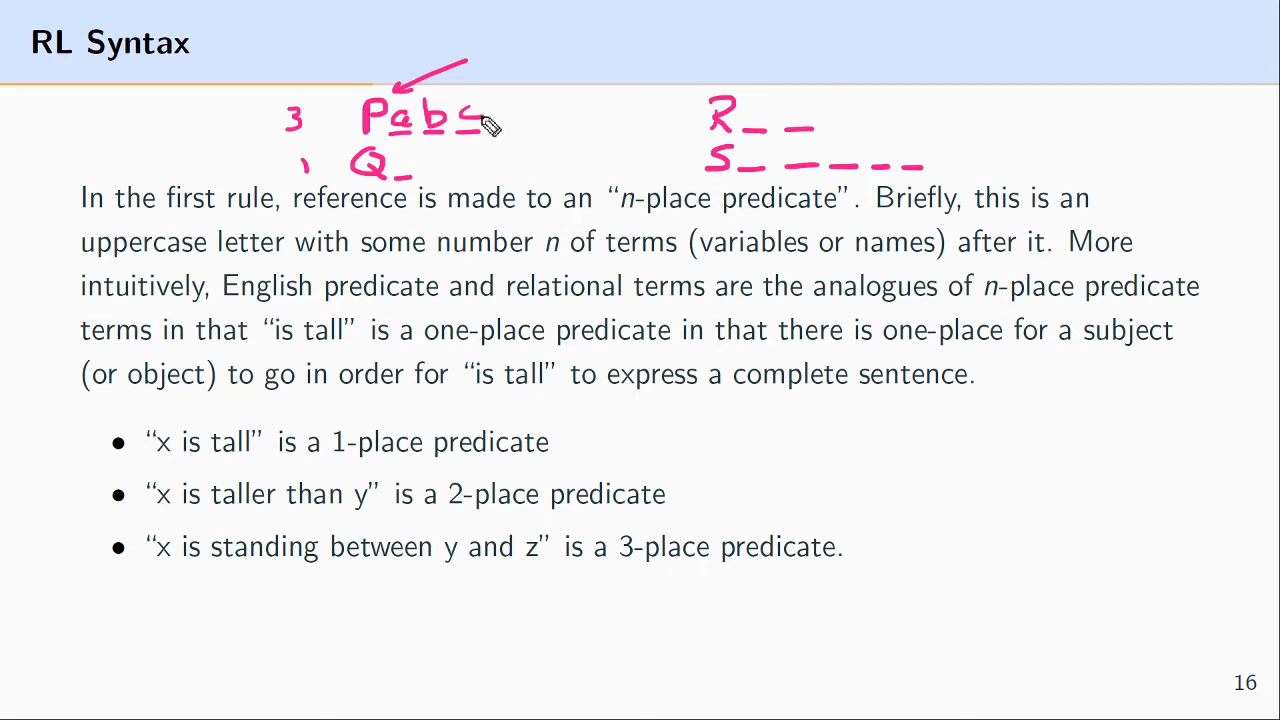 RL Syntax
3 P a b c R _ _
1 Q _ S _ _ _ _ _
In the first rule, reference is made to an “n-place predicate”. Briefly, this is an
uppercase letter with some number n of terms (variables or names) after it. More
intuitively, English predicate and relational terms are the analogues of n-place predicate
terms in that “is tall” is a one-place predicate in that there is one-place for a subject
(or object) to go in order for “is tall” to express a complete sentence.
• “x is tall” is a 1-place predicate
• “x is taller than y” is a 2-place predicate
• “x is standing between y and z” is a 3-place predicate.
16